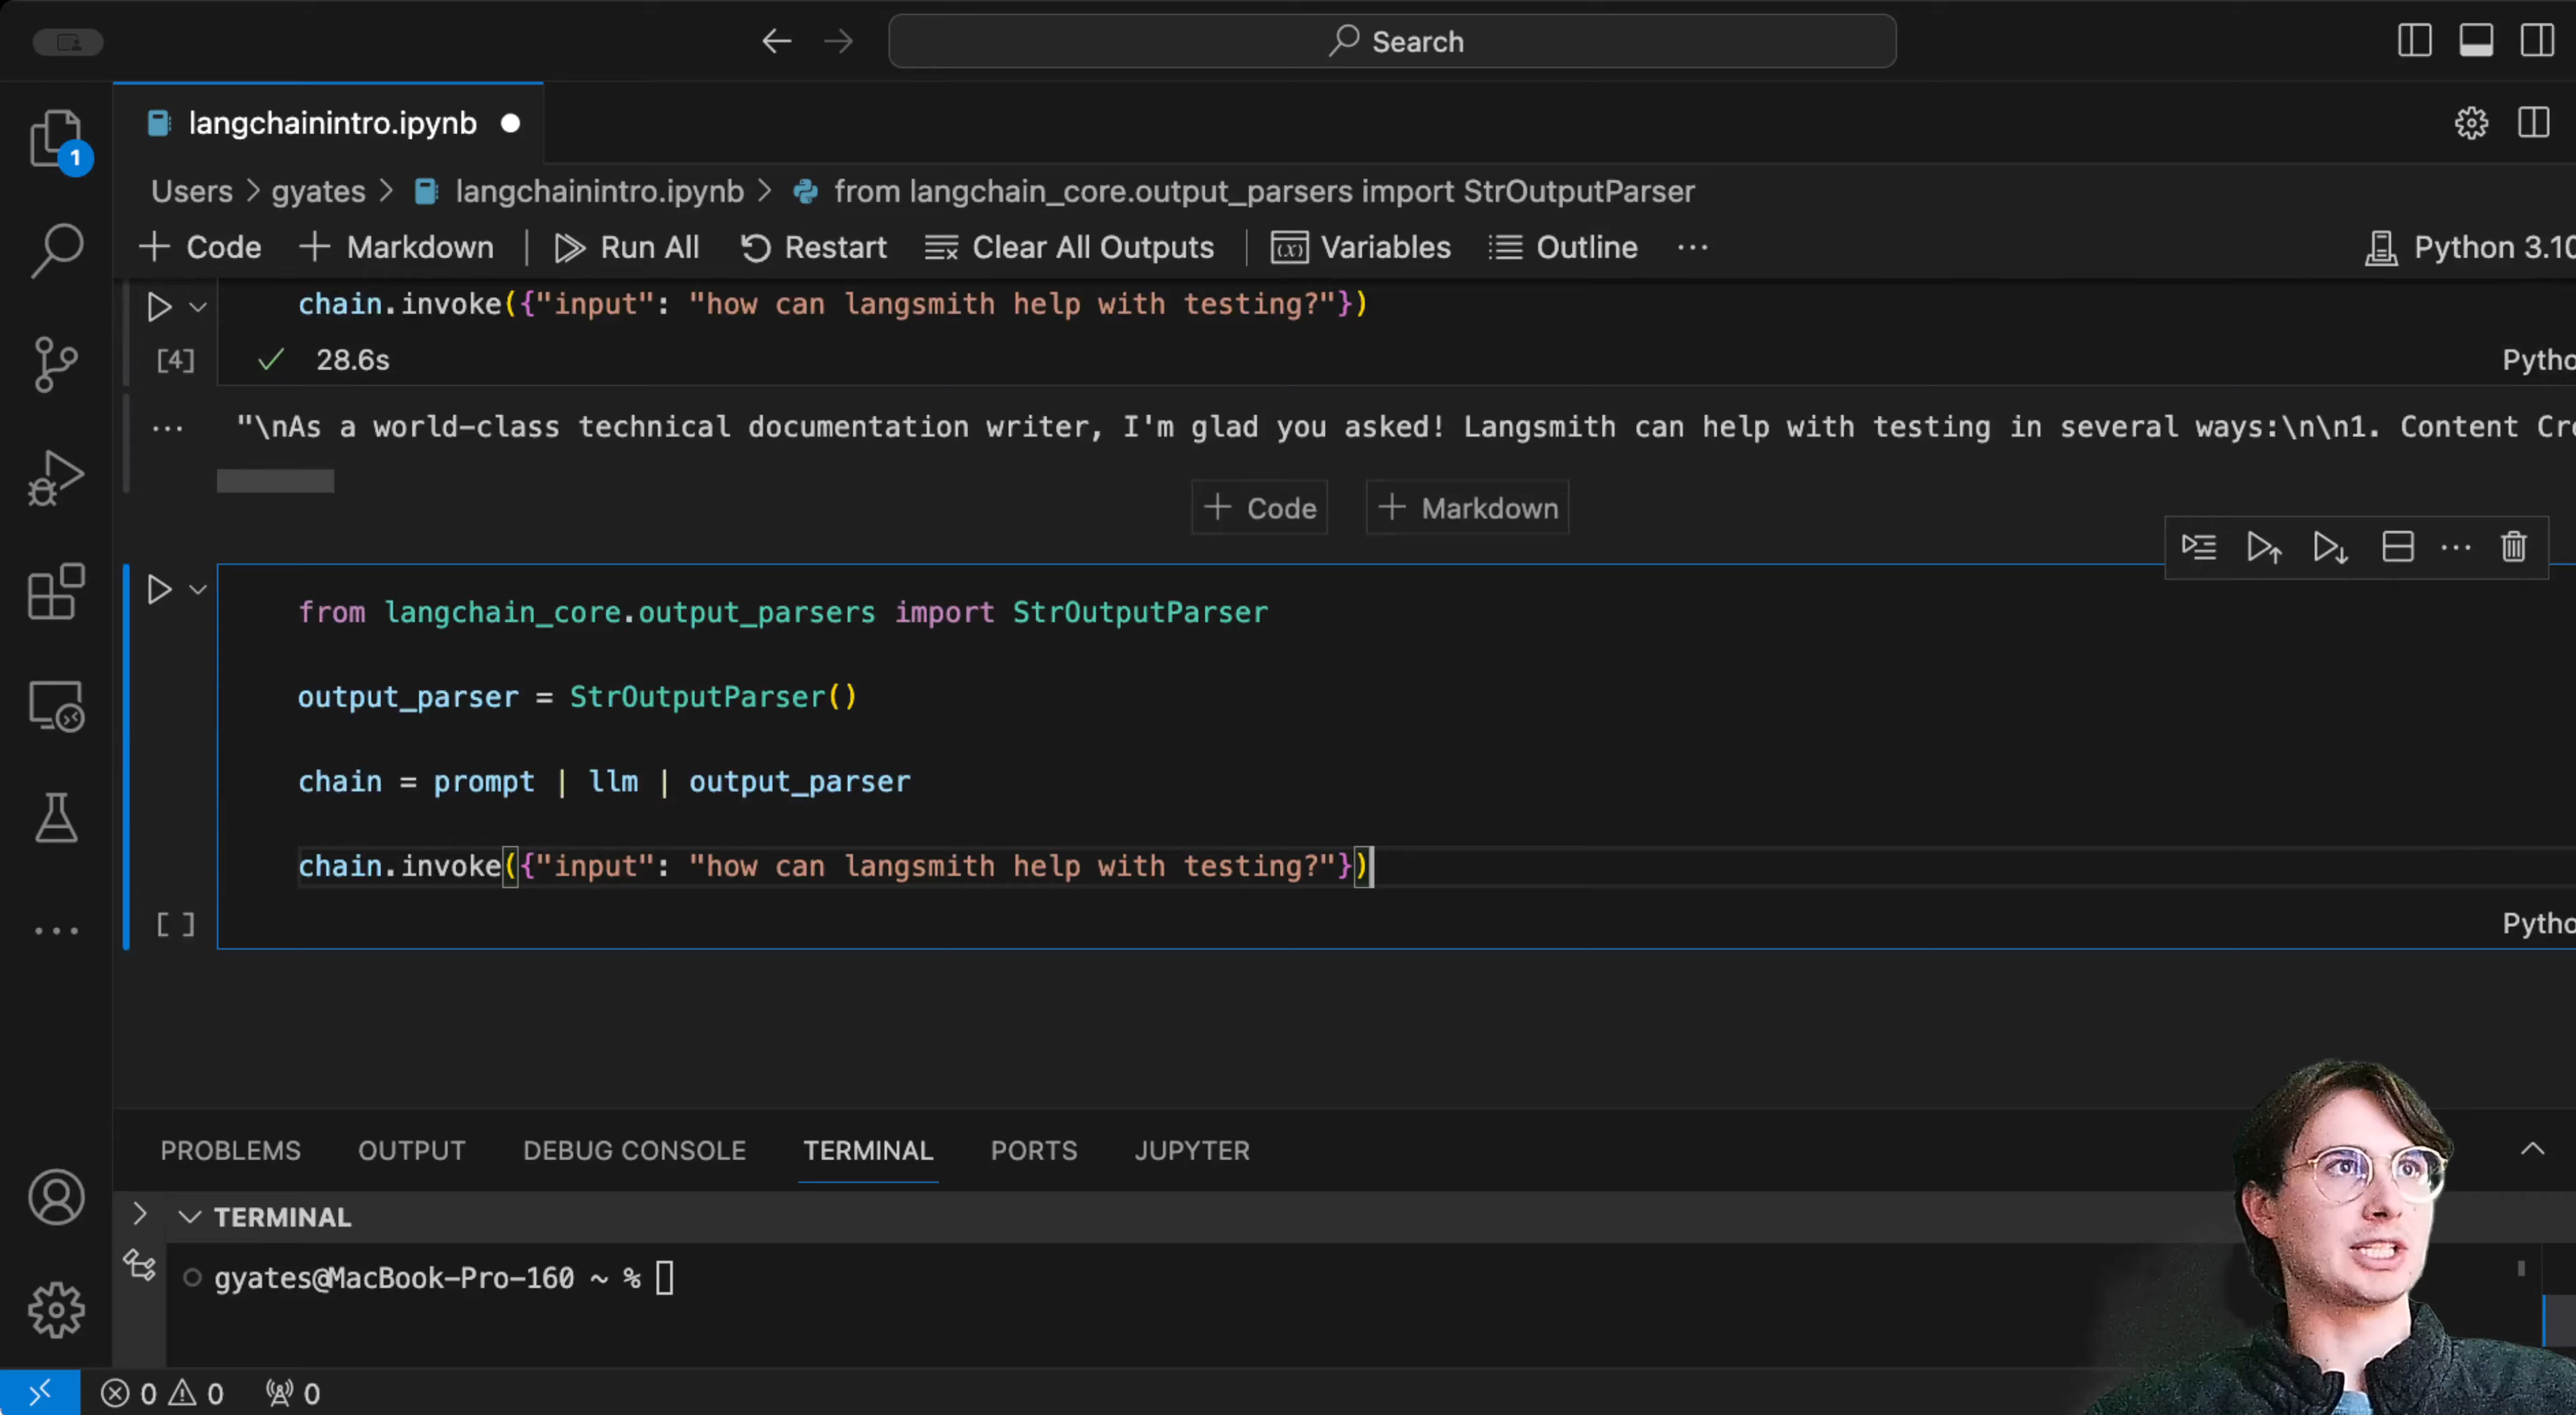 Search
langchainintro.ipynb
1
Users > gyates > langchainintro.ipynb > from langchain_core.output_parsers import StrOutputParser
+ Code + Markdown | Run All Restart Clear All Outputs | Variables Outline ...
Python 3.10
chain.invoke({"input": "how can langsmith help with testing?"})
[4] ✓ 28.6s
... "\nAs a world-class technical documentation writer, I'm glad you asked! Langsmith can help with testing in several ways:\n\n1. Content
+ Code + Markdown
from langchain_core.output_parsers import StrOutputParser
output_parser = StrOutputParser()
chain = prompt | llm | output_parser
chain.invoke({"input": "how can langsmith help with testing?"})
[ ]
PROBLEMS OUTPUT DEBUG CONSOLE TERMINAL PORTS JUPYTER
TERMINAL
gyates@MacBook-Pro-160 ~ %
0 0 0